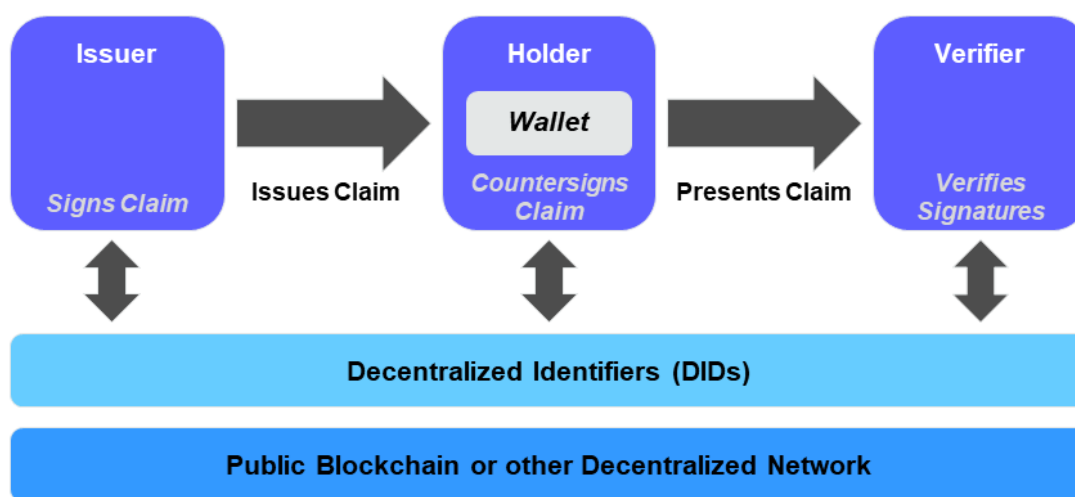 Issuer
Holder
Verifier
Wallet
Signs Claim
Issues Claim
Countersigns
Claim
Presents Claim
Verifies
Signatures
Decentralized Identifiers (DIDs)
Public Blockchain or other Decentralized Network